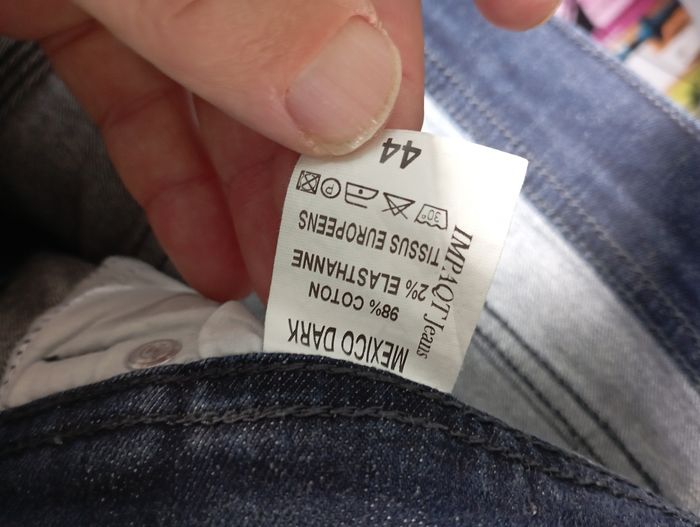 IMPAQT Jeans
MEXICO DARK
98% COTON
2% ELASTHANNE
TISSUS EUROPEENS
30°
P
44